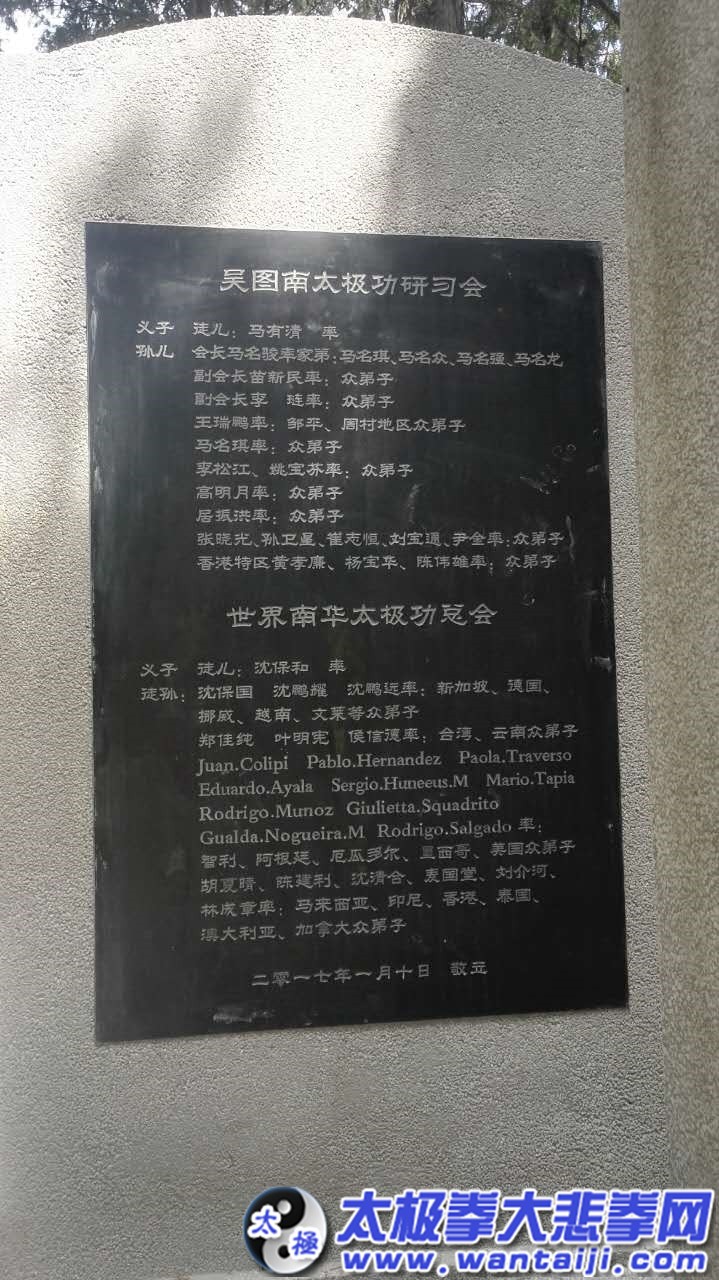 吴图南太极功研习会
义子 徒儿：马有清 率
孙儿 会长马名骏率家弟：马名琪、马名众、马名强、马名龙
副会长苗新民率：众弟子
副会长李 琏率：众弟子
王瑞鹏率：邹平、周村地区众弟子
马名琪率：众弟子
李松江、姚宝苏率：众弟子
高明月率：众弟子
居振洪率：众弟子
张晓光、孙卫星、崔志恒、刘宝通、尹全率：众弟子
香港特区黄孝廉、杨宝华、陈伟雄率：众弟子
世界南华太极功总会
义子 徒儿：沈保和 率
徒孙：沈保国 沈鹏耀 沈鹏远率：新加坡、德国、
挪威、越南、文莱等众弟子
郑佳纯 叶明宪 侯信德率：台湾、云南众弟子
Juan.Colipi Pablo.Hernandez Paola.Traverso
Eduardo.Ayala Sergio.Huneeus.M Mario.Tapia
Rodrigo.Munoz Giulietta.Squadrito
Gualda.Nogueira.M Rodrigo.Salgado 率：
智利、阿根廷、厄瓜多尔、墨西哥、美国众弟子
胡夏晴、陈建利、沈清合、袁国堂、刘介河、
林成章率：马来西亚、印尼、香港、泰国、
澳大利亚、加拿大众弟子
二零一七年一月十日 敬立
太極
太极拳大悲拳网
www.wantaiji.com